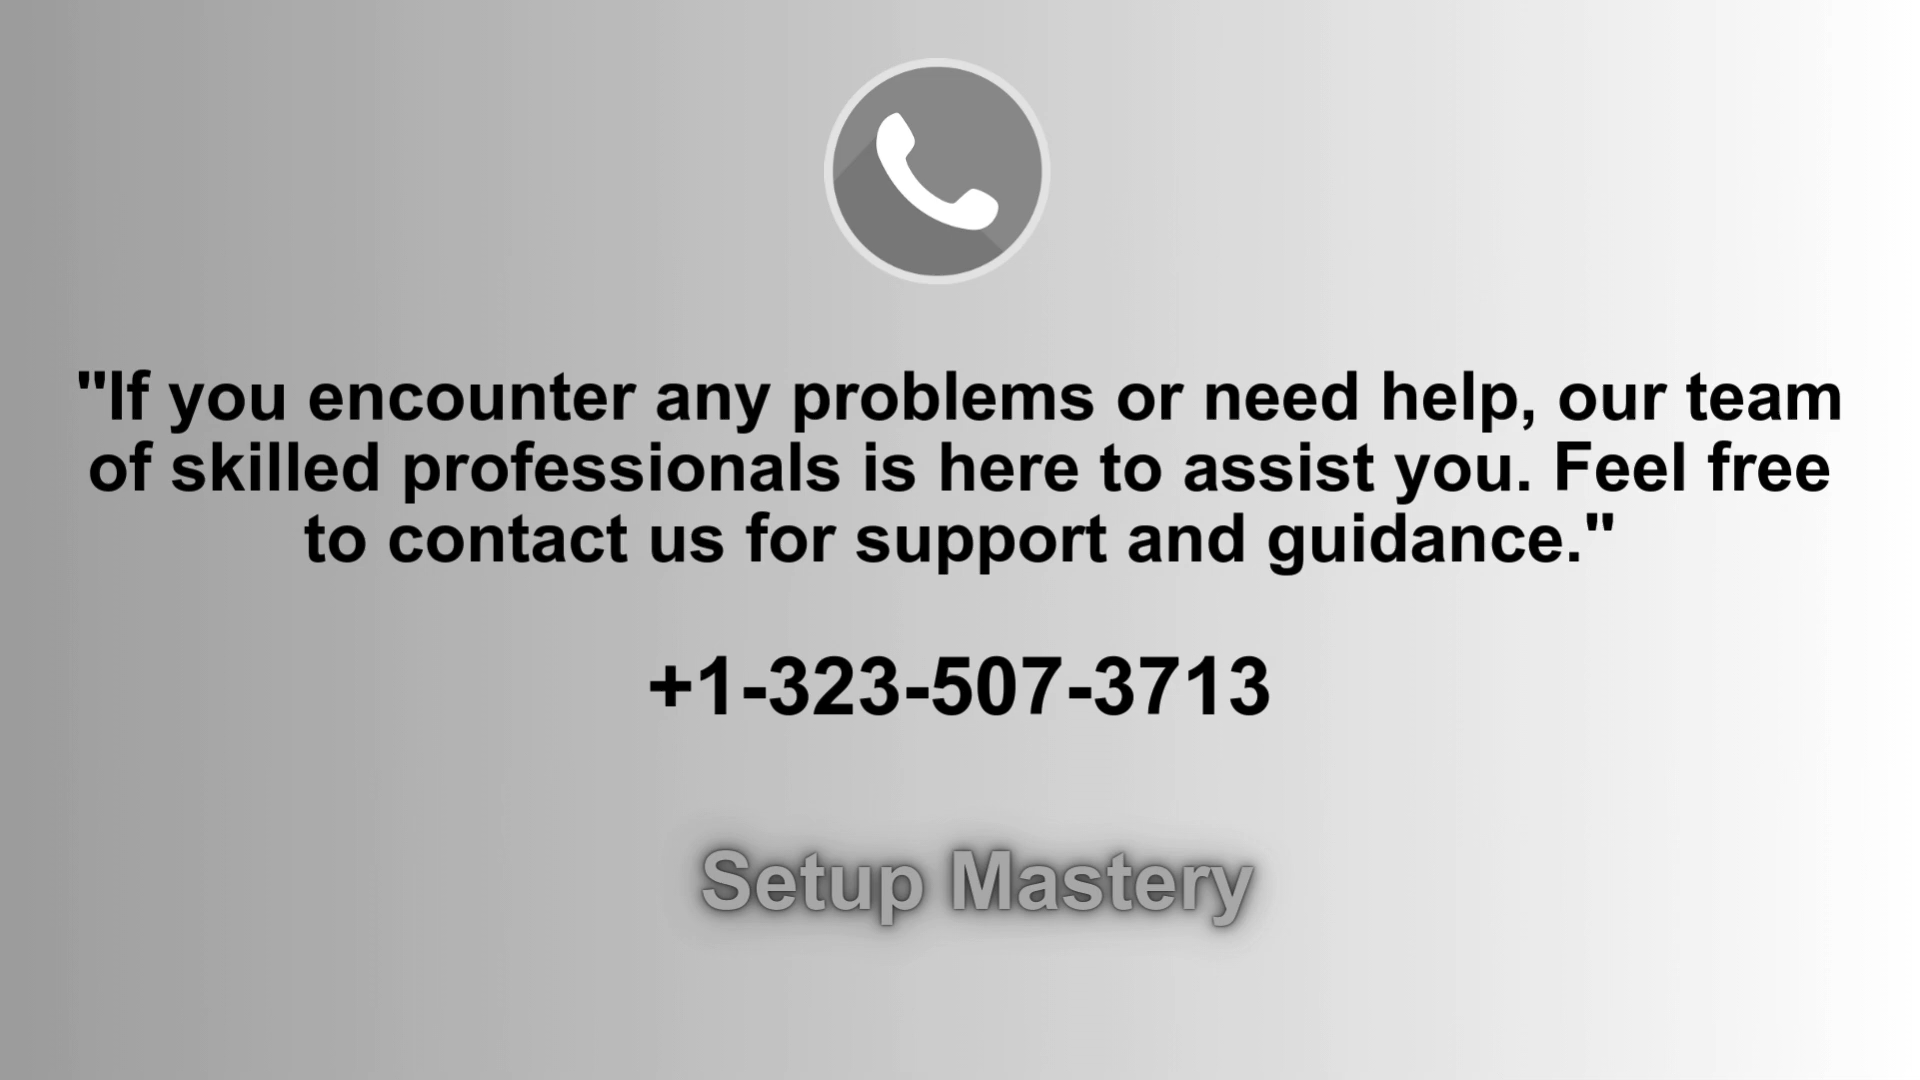 "If you encounter any problems or need help, our team
of skilled professionals is here to assist you. Feel free
to contact us for support and guidance."
+1-323-507-3713
Setup Mastery